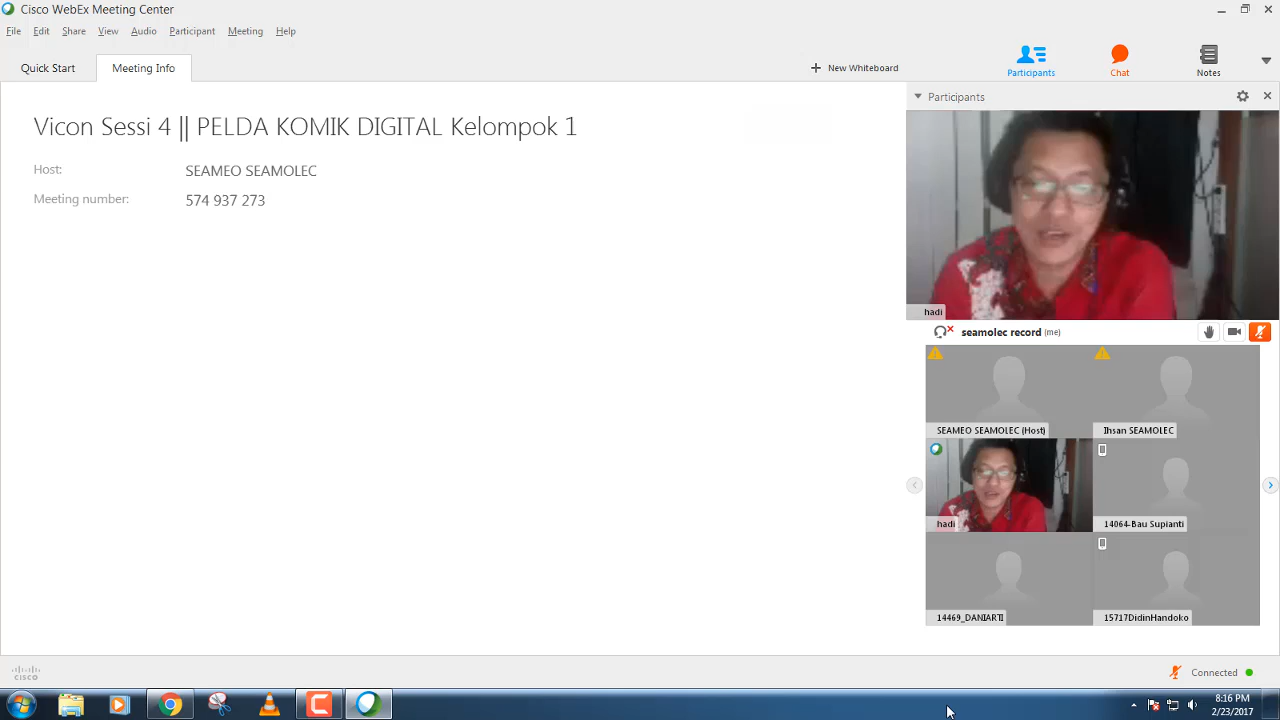 Cisco WebEx Meeting Center
File Edit Share View Audio Participant Meeting Help
Quick Start Meeting Info
New Whiteboard
Participants Chat Notes
Participants
Vicon Sessi 4 || PELDA KOMIK DIGITAL Kelompok 1
Host: SEAMEO SEAMOLEC
Meeting number: 574 937 273
hadi
seamolec record (me)
SEAMEO SEAMOLEC (Host) Ihsan SEAMOLEC
hadi 14064-Bau Supianti
14469_DANIARTI 15717DidinHandoko
cisco
Connected
8:16 PM
2/23/2017